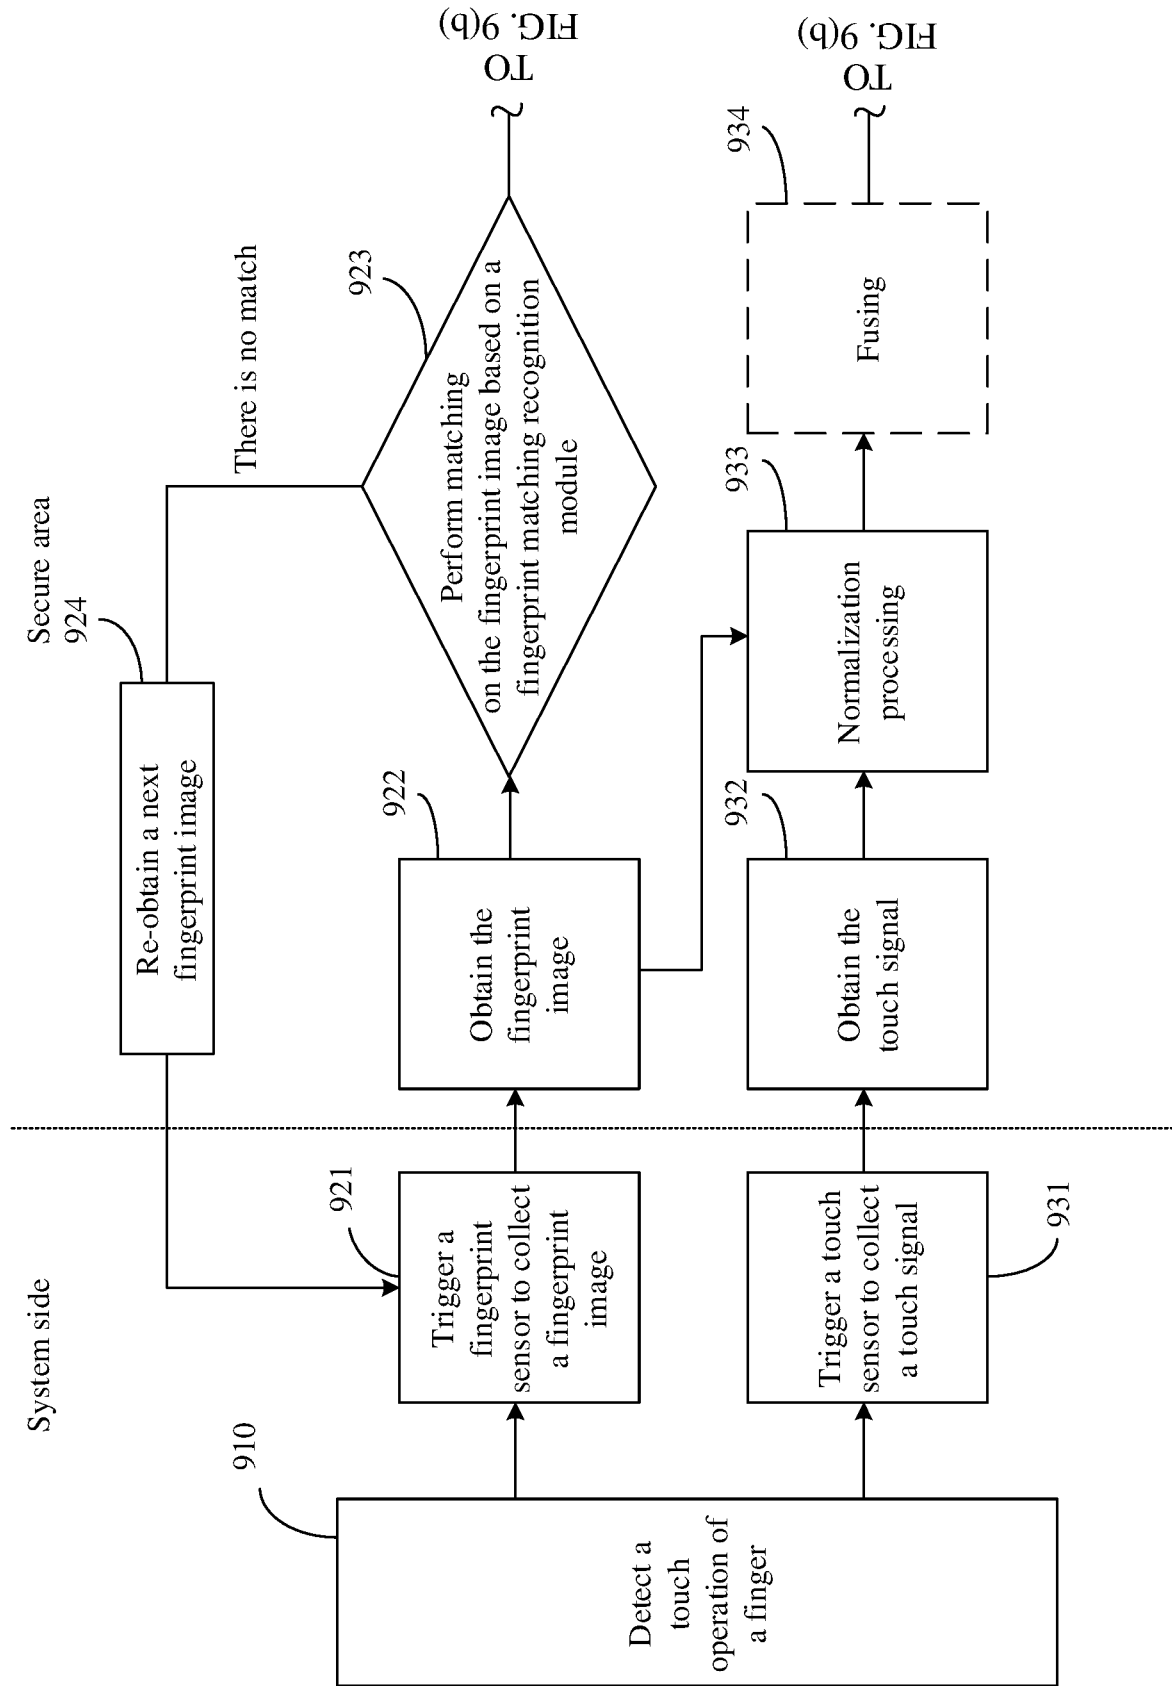 System side
Secure area
910
Detect a
touch
operation of
a finger
921
Trigger a
fingerprint
sensor to collect
a fingerprint
image
922
Obtain the
fingerprint
image
923
Perform matching
on the fingerprint image based on a
fingerprint matching recognition
module
There is no match
924
Re-obtain a next
fingerprint image
TO
FIG. 9(b)
931
Trigger a touch
sensor to collect
a touch signal
932
Obtain the
touch signal
933
Normalization
processing
934
Fusing
TO
FIG. 9(b)